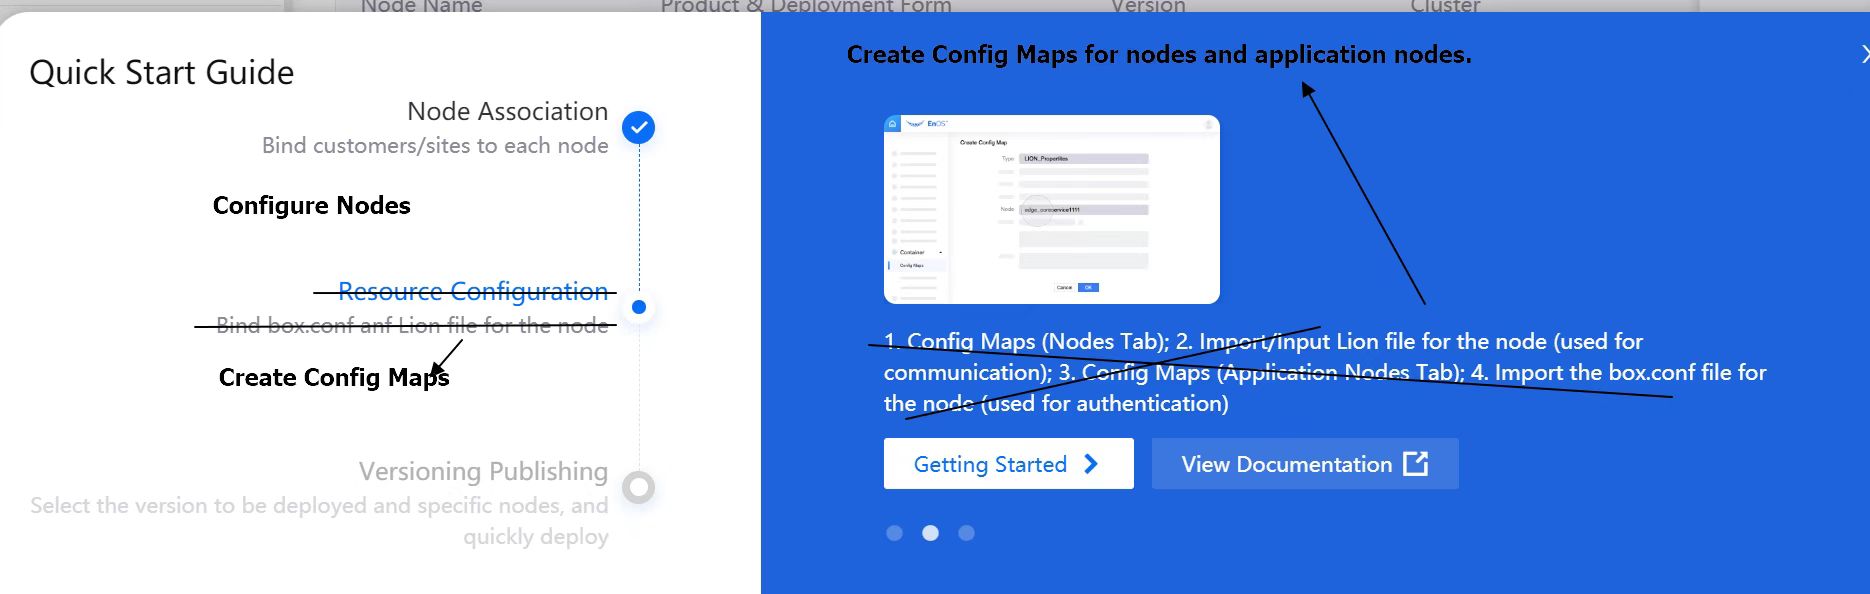 Node Name Product & Deployment Form Version Cluster
Quick Start Guide
Node Association
Bind customers/sites to each node
Configure Nodes
Resource Configuration
Bind box.conf anf Lion file for the node
Create Config Maps
Versioning Publishing
Select the version to be deployed and specific nodes, and
quickly deploy
Create Config Maps for nodes and application nodes.
X
EnOS
Create Config Map
Type LION_Properities
Node
Container
Config Maps
Cancel OK
1. Config Maps (Nodes Tab); 2. Import/input Lion file for the node (used for
communication); 3. Config Maps (Application Nodes Tab); 4. Import the box.conf file for
the node (used for authentication)
Getting Started
View Documentation